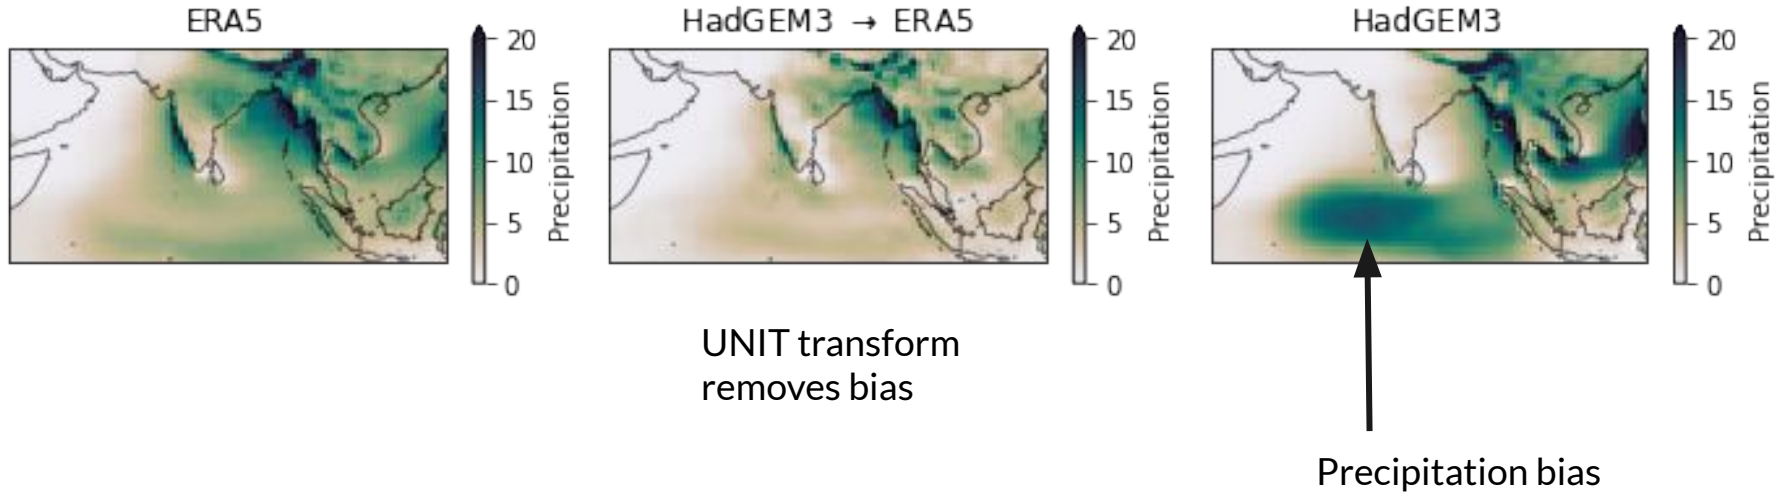 ERA5
HadGEM3 → ERA5
HadGEM3
20
15
10
5
0
Precipitation
20
15
10
5
0
Precipitation
20
15
10
5
0
Precipitation
UNIT transform
removes bias
Precipitation bias